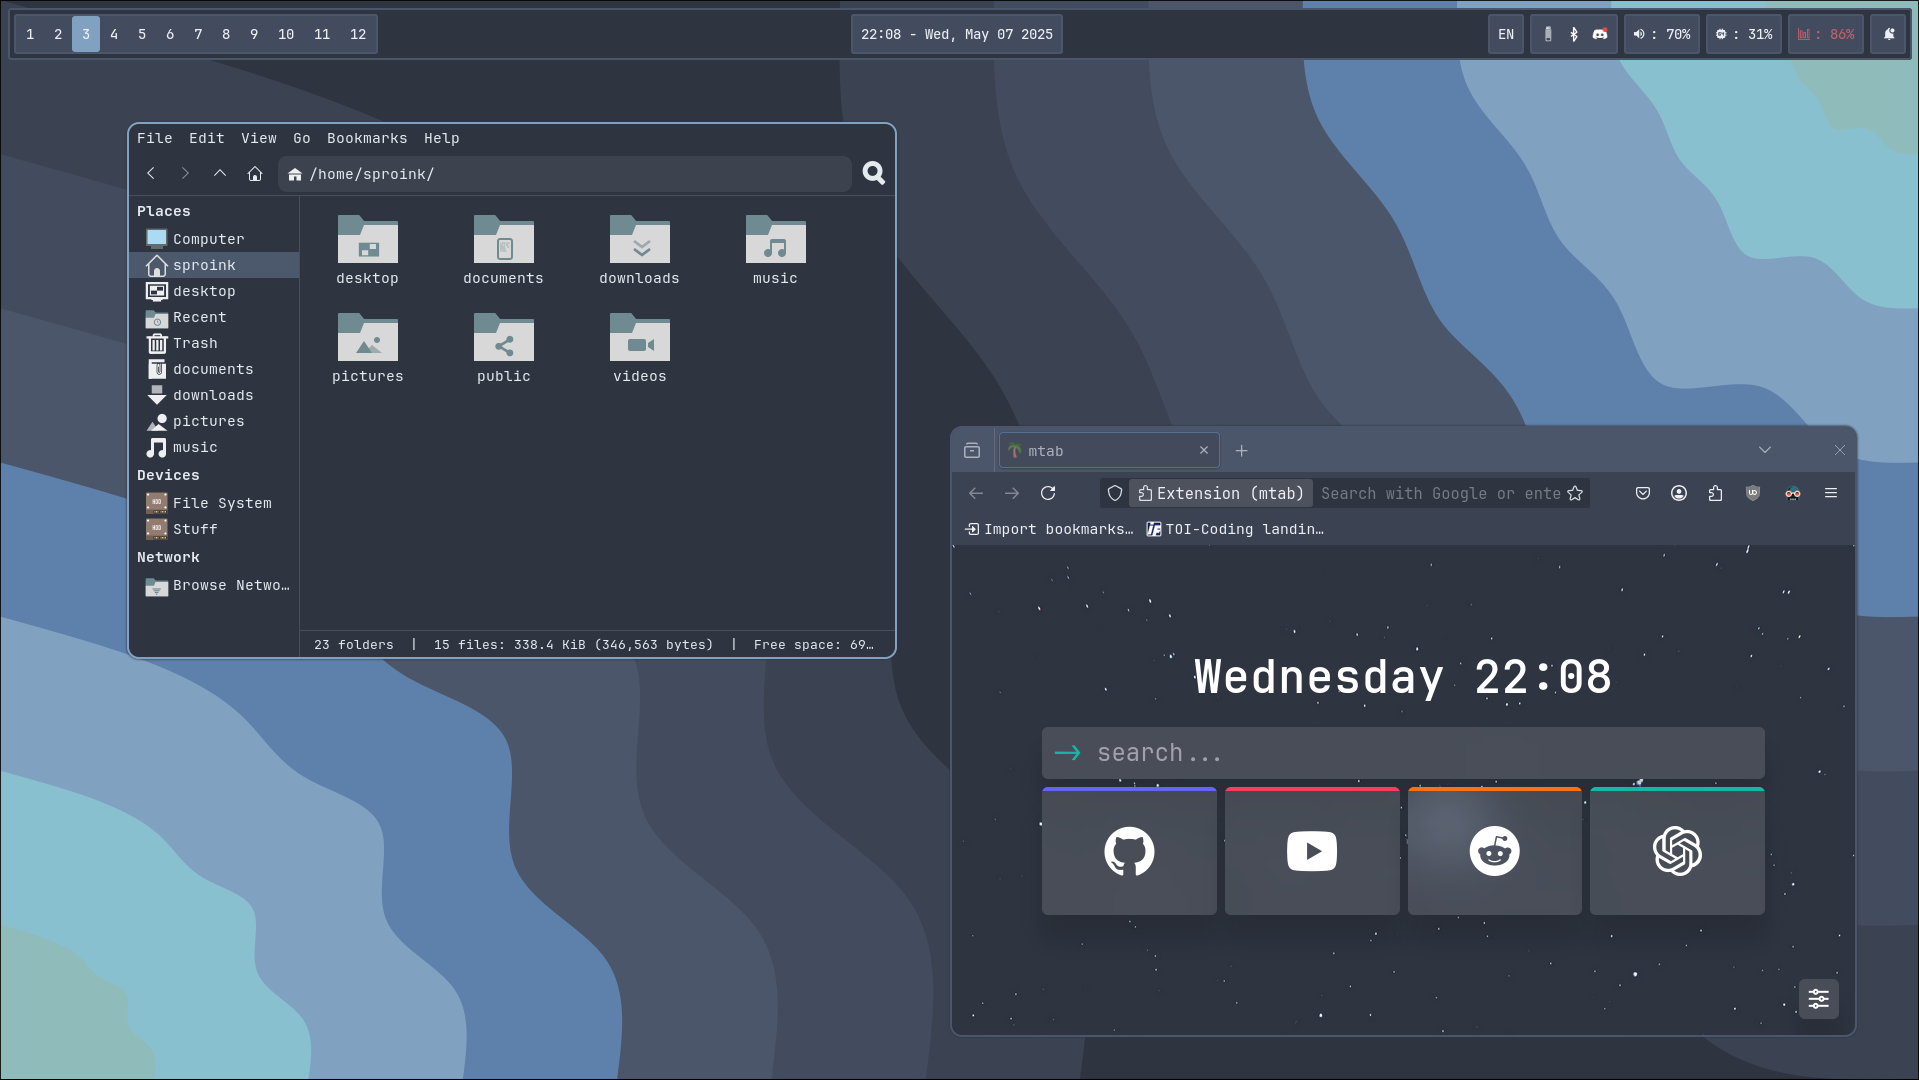 1 2 3 4 5 6 7 8 9 10 11 12
22:08 - Wed, May 07 2025
EN
: 70%
: 31%
: 86%
File Edit View Go Bookmarks Help
/home/sproink/
Places
Computer
sproink
desktop
Recent
Trash
documents
downloads
pictures
music
Devices
File System
Stuff
Network
Browse Netwo…
desktop documents downloads music
pictures public videos
23 folders | 15 files: 338.4 KiB (346,563 bytes) | Free space: 69…
mtab
Extension (mtab) Search with Google or ente
Import bookmarks… TOI-Coding landin…
Wednesday 22:08
search...